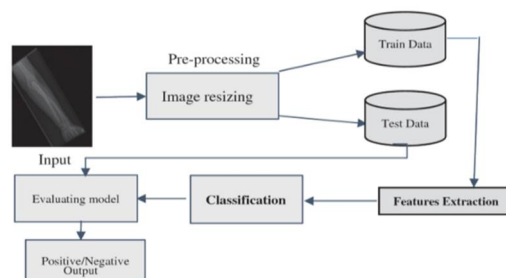 Pre-processing
Image resizing
Train Data
Test Data
Input
Evaluating model
Classification
Features Extraction
Positive/Negative
Output